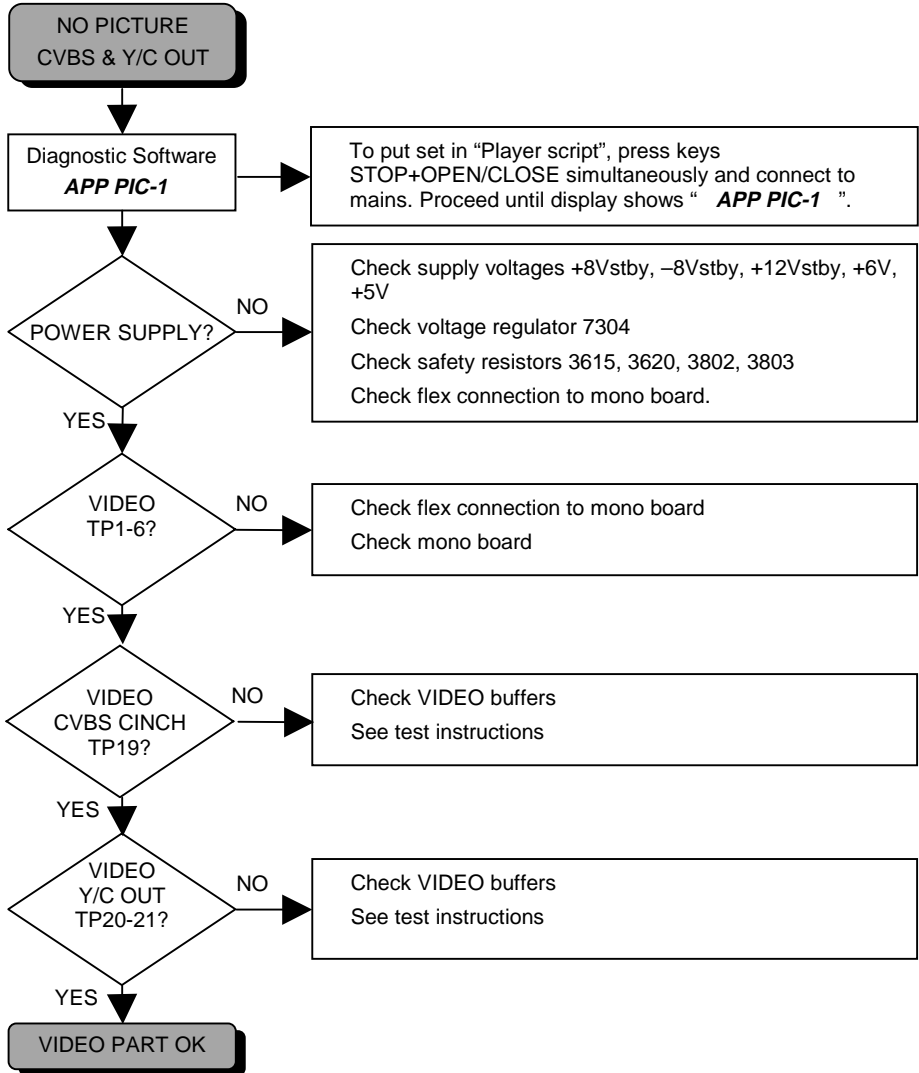 NO PICTURE
CVBS & Y/C OUT
Diagnostic Software
APP PIC-1
To put set in “Player script”, press keys
STOP+OPEN/CLOSE simultaneously and connect to
mains. Proceed until display shows “ APP PIC-1 ”.
POWER SUPPLY?
NO
Check supply voltages +8Vstby, –8Vstby, +12Vstby, +6V,
+5V
Check voltage regulator 7304
Check safety resistors 3615, 3620, 3802, 3803
Check flex connection to mono board.
YES
VIDEO
TP1-6?
NO
Check flex connection to mono board
Check mono board
YES
VIDEO
CVBS CINCH
TP19?
NO
Check VIDEO buffers
See test instructions
YES
VIDEO
Y/C OUT
TP20-21?
NO
Check VIDEO buffers
See test instructions
YES
VIDEO PART OK